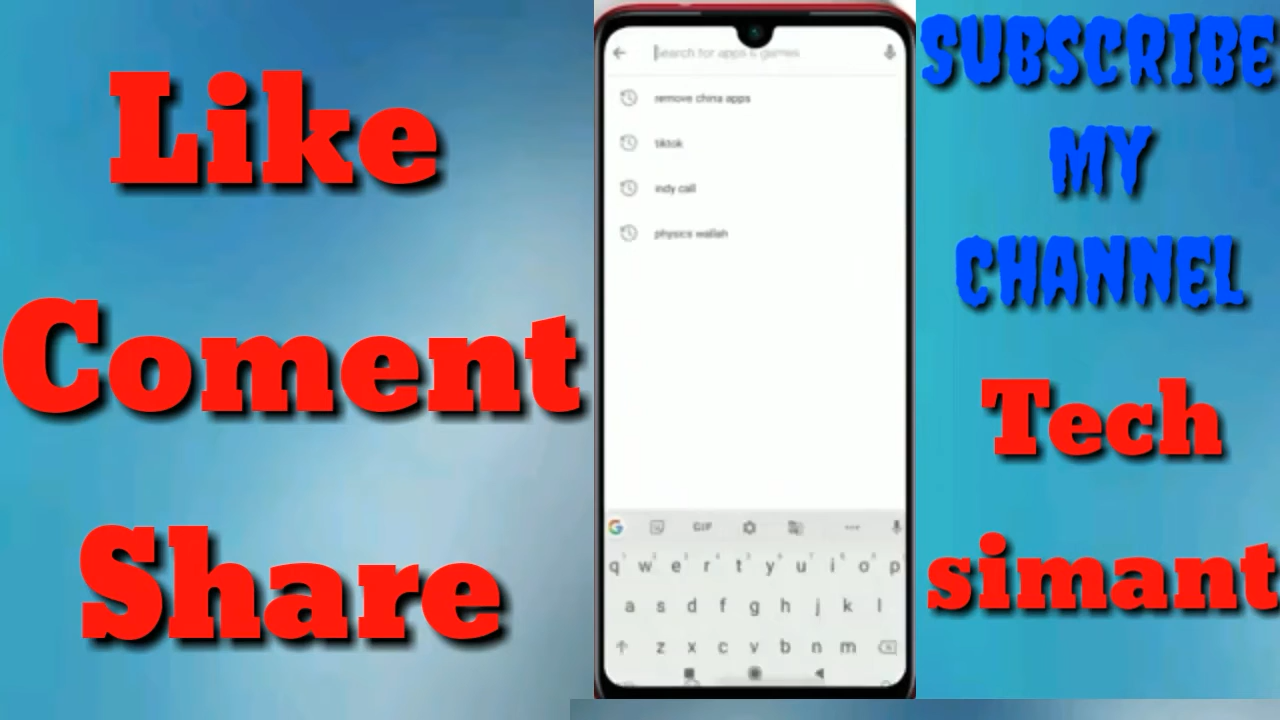 Like
Coment
Share
Search for apps & games
remove china apps
tiktok
indy call
physics wallah
GIF
q w e r t y u i o p
a s d f g h j k l
z x c v b n m
SUBSCRIBE
MY
CHANNEL
Tech
simant